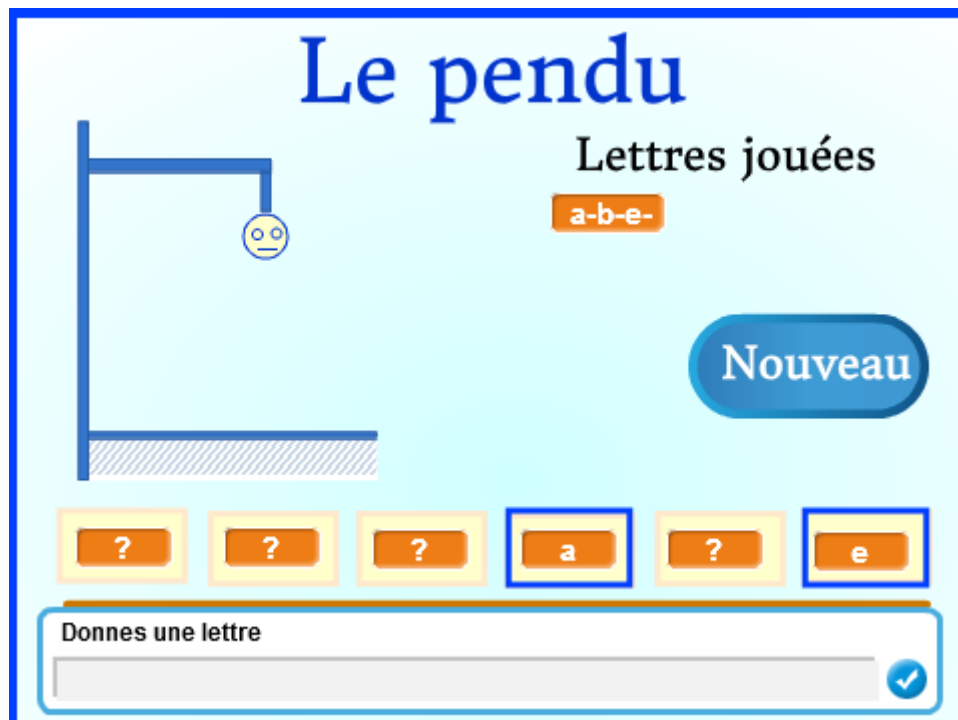 Le pendu
Lettres jouées
a-b-e-
Nouveau
? ? ? a ? e
Donnes une lettre